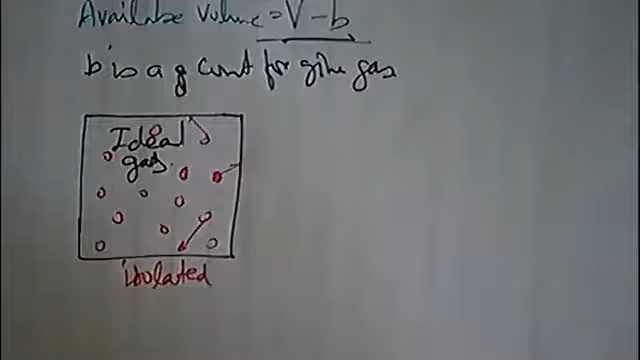 Available Volume = V - b
b is a const for given gas
Ideal
gas.
isolated